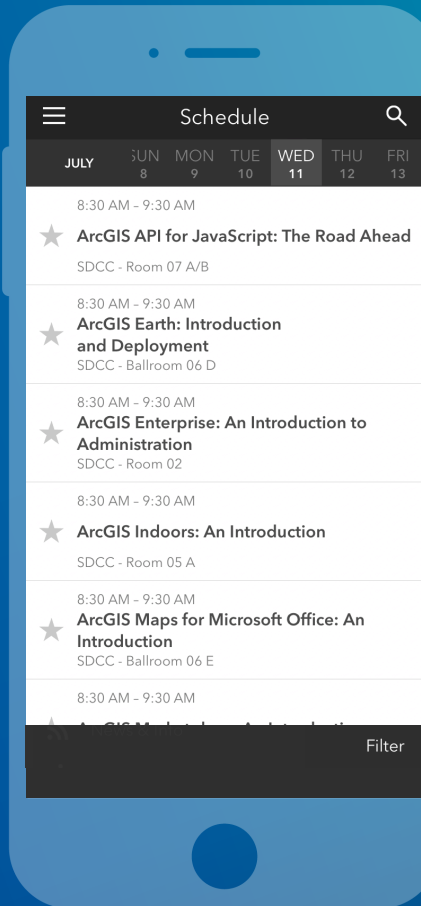 Schedule
JULY
SUN MON TUE WED THU FRI
8 9 10 11 12 13
8:30 AM – 9:30 AM
ArcGIS API for JavaScript: The Road Ahead
SDCC - Room 07 A/B
8:30 AM – 9:30 AM
ArcGIS Earth: Introduction
and Deployment
SDCC - Ballroom 06 D
8:30 AM – 9:30 AM
ArcGIS Enterprise: An Introduction to
Administration
SDCC - Room 02
8:30 AM – 9:30 AM
ArcGIS Indoors: An Introduction
SDCC - Room 05 A
8:30 AM – 9:30 AM
ArcGIS Maps for Microsoft Office: An
Introduction
SDCC - Ballroom 06 E
8:30 AM – 9:30 AM
Filter